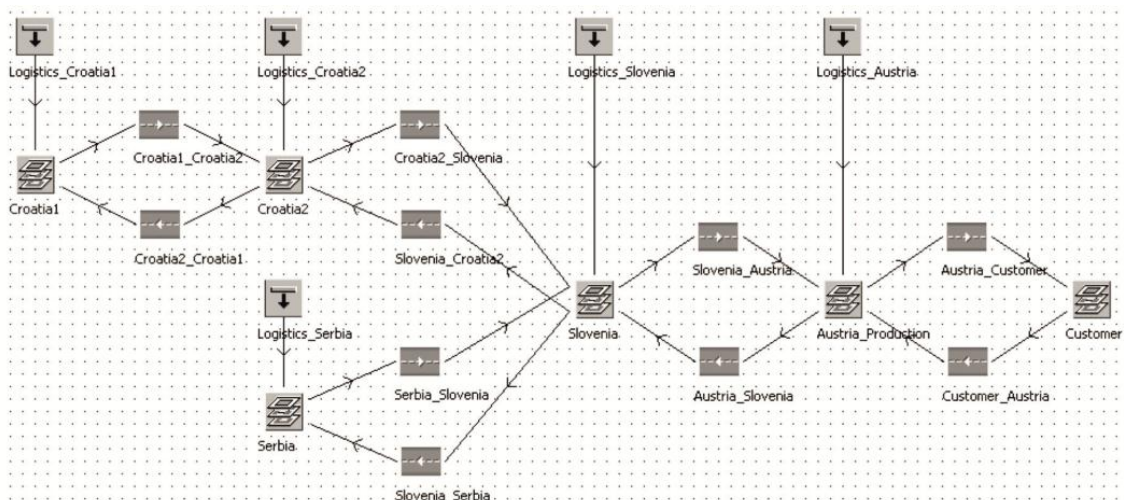 Logistics_Croatia1
Logistics_Croatia2
Logistics_Slovenia
Logistics_Austria
Croatia1_Croatia2
Croatia2_Slovenia
Croatia1
Croatia2
Croatia2_Croatia1
Slovenia_Croatia2
Slovenia_Austria
Austria_Customer
Logistics_Serbia
Slovenia
Austria_Production
Customer
Serbia_Slovenia
Austria_Slovenia
Customer_Austria
Serbia
Slovenia_Serbia